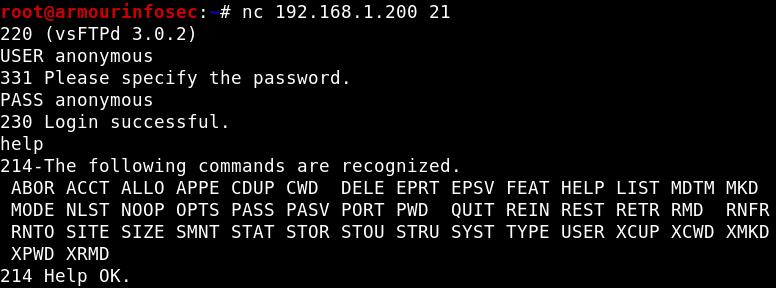 root@armourinfosec:~# nc 192.168.1.200 21
220 (vsFTPd 3.0.2)
USER anonymous
331 Please specify the password.
PASS anonymous
230 Login successful.
help
214-The following commands are recognized.
 ABOR ACCT ALLO APPE CDUP CWD  DELE EPRT EPSV FEAT HELP LIST MDTM MKD
 MODE NLST NOOP OPTS PASS PASV PORT PWD  QUIT REIN REST RETR RMD  RNFR
 RNTO SITE SIZE SMNT STAT STOR STOU STRU SYST TYPE USER XCUP XCWD XMKD
 XPWD XRMD
214 Help OK.